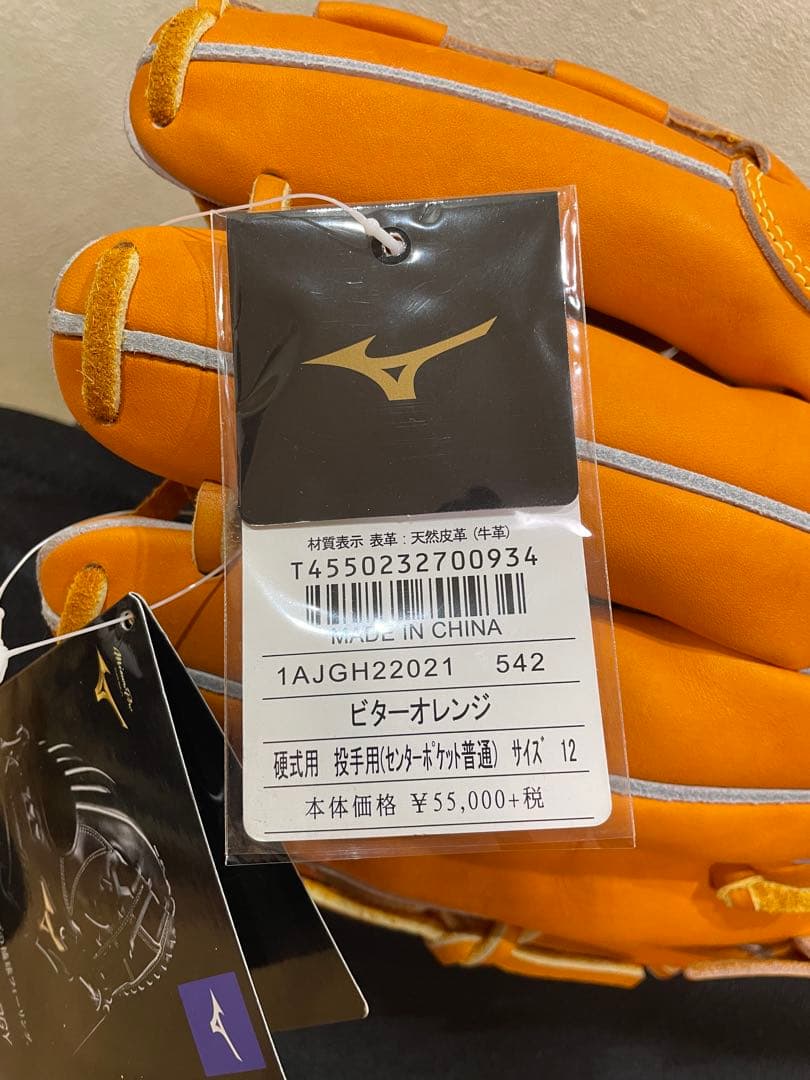 材質表示 表革：天然皮革（牛革）
T4550232700934
MADE IN CHINA
1AJGH22021 542
ビターオレンジ
硬式用 投手用(センターポケット普通) サイズ 12
本体価格 ¥55,000+税
Mizuno Pro